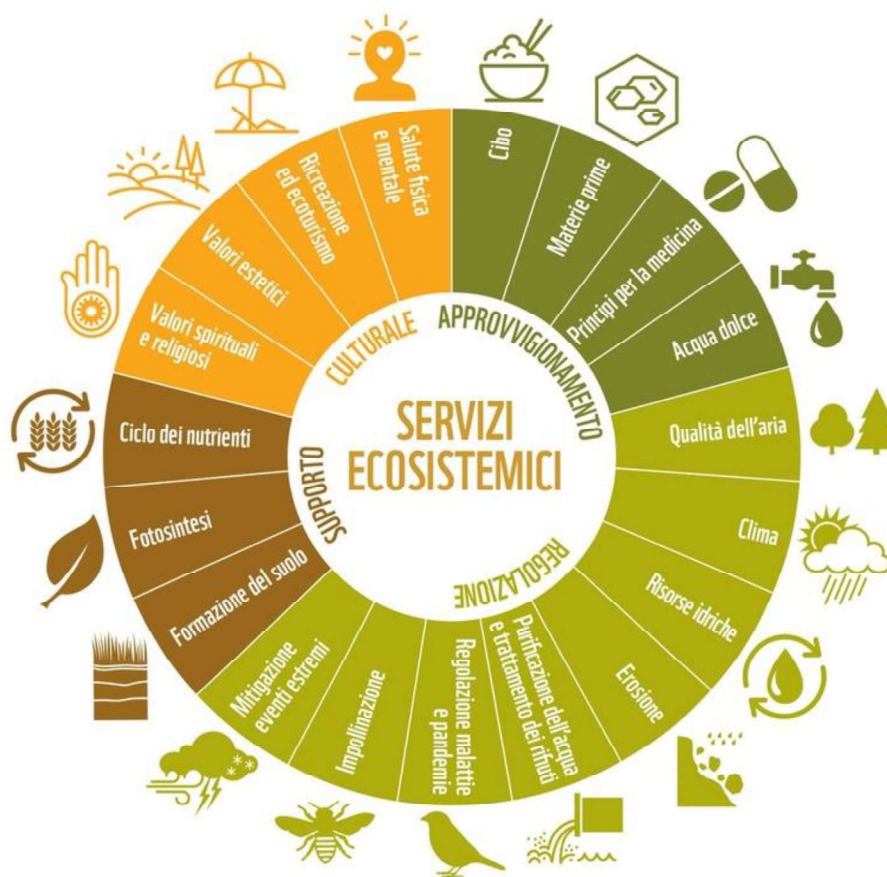 SERVIZI
ECOSISTEMICI
APPROVVIGIONAMENTO
Cibo
Materie prime
Principi per la medicina
Acqua dolce
REGOLAZIONE
Qualità dell'aria
Clima
Risorse idriche
Erosione
Purificazione dell'acqua
e trattamento dei rifiuti
Regolazione malattie
e pandemie
Impollinazione
Mitigazione
eventi estremi
SUPPORTO
Formazione del suolo
Fotosintesi
Ciclo dei nutrienti
CULTURALE
Valori spirituali
e religiosi
Valori estetici
Ricreazione
ed ecoturismo
Salute fisica
e mentale